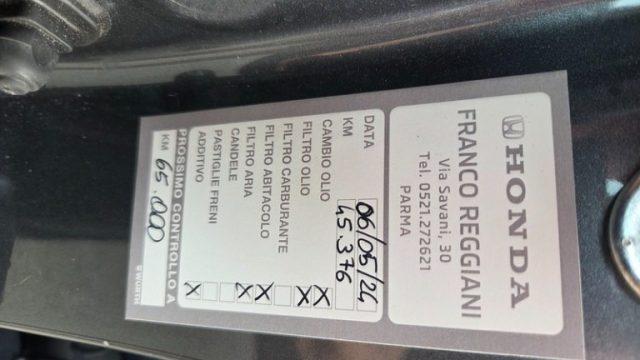 HONDA
FRANCO REGGIANI
Via Savani, 30
Tel. 0521.272621
PARMA
DATA 06/05/24
KM 45.376
CAMBIO OLIO X
FILTRO OLIO X
FILTRO CARBURANTE
FILTRO ABITACOLO X
FILTRO ARIA X
CANDELE
PASTIGLIE FRENI
ADDITIVO X
PROSSIMO CONTROLLO A
KM 65.000
WÜRTH